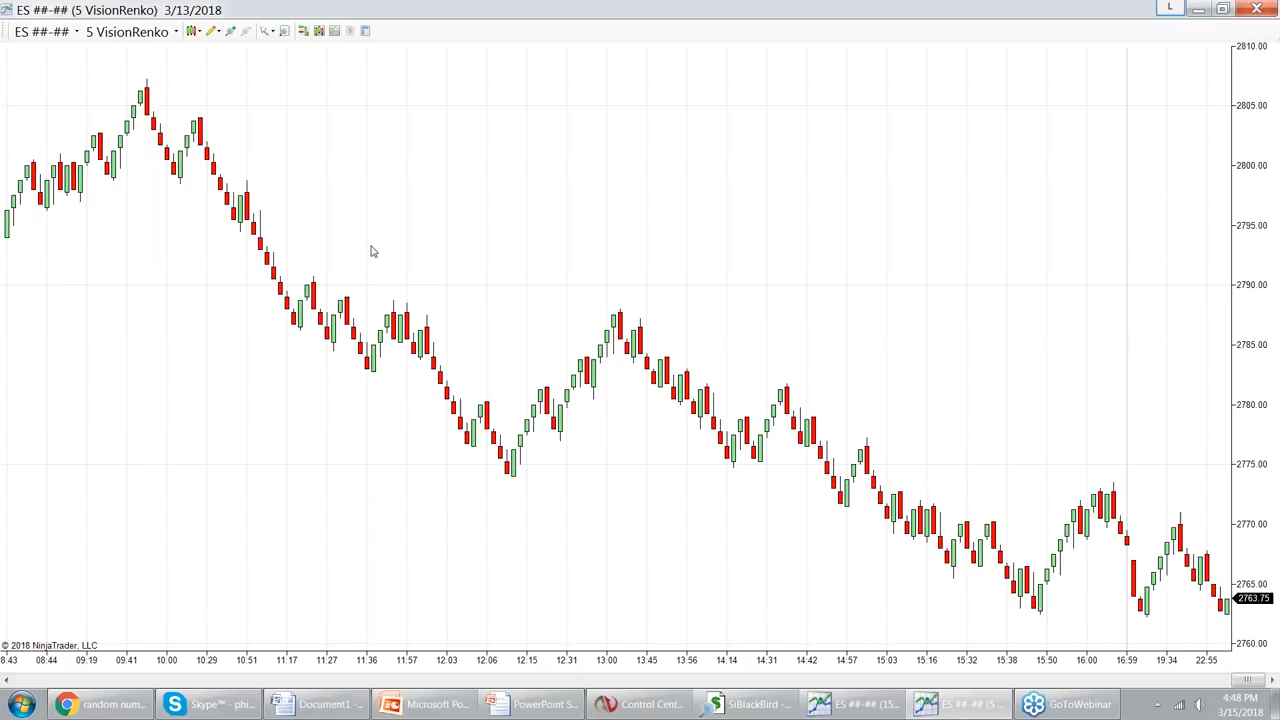 ES ##-## (5 VisionRenko)  3/13/2018
L
ES ##-##
5 VisionRenko
2810.00
2805.00
2800.00
2795.00
2790.00
2785.00
2780.00
2775.00
2770.00
2765.00
2763.75
2760.00
© 2018 NinjaTrader, LLC
8:43 08:44 09:19 09:41 10:00 10:29 10:51 11:17 11:27 11:36 11:57 12:03 12:06 12:15 12:31 13:00 13:45 13:56 14:14 14:31 14:42 14:57 15:03 15:16 15:32 15:38 15:50 16:00 16:59 19:34 22:55
random num...
Skype™ - phi...
Document1 - ...
Microsoft Po...
PowerPoint S...
Control Cent...
SiBlackBird -...
ES ##-## (15...
ES ##-## (5 ...
GoToWebinar
4:48 PM
3/15/2018